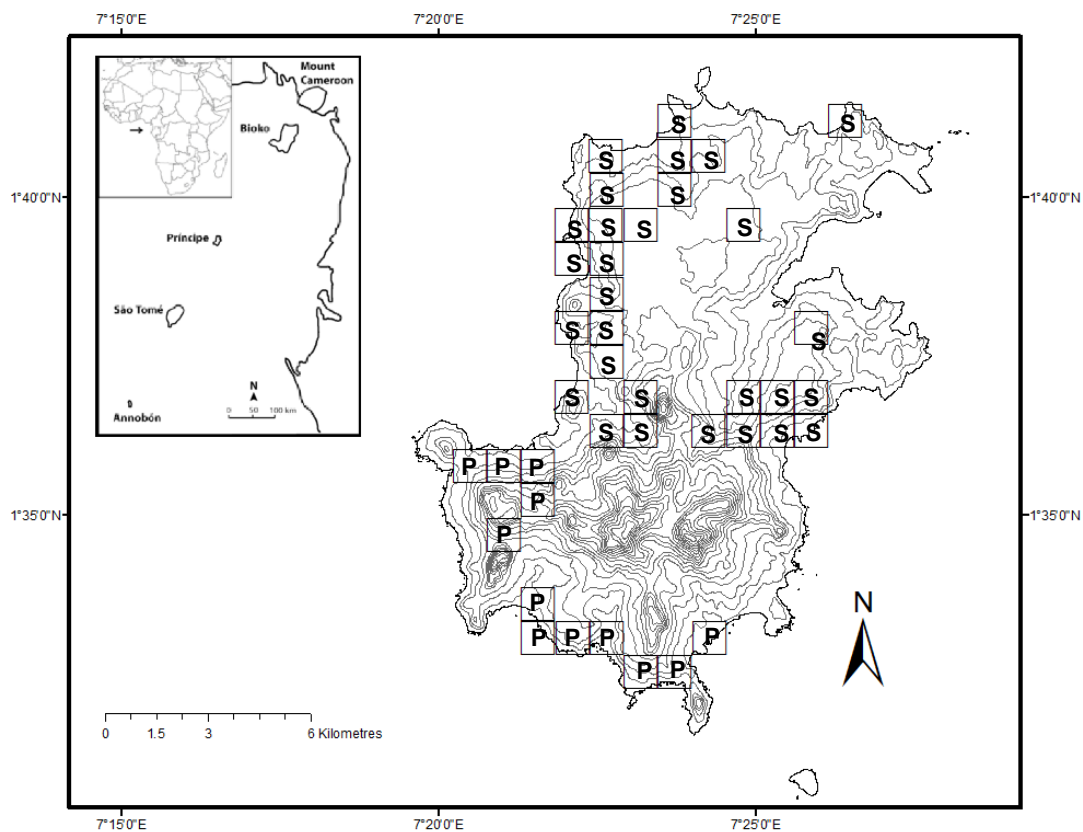 7°15'0"E 7°20'0"E 7°25'0"E
Mount
Cameroon
Bioko
Príncipe
São Tomé
Annobón
N
0 50 100 km
S S
S S S
S S
1°40'0"N 1°40'0"N
S S S S
S S
S
S S S
S
S S S S S
S S S S S S
P P P
P
1°35'0"N 1°35'0"N
P
P
N
P P P P
P P
0 1.5 3 6 Kilometres
7°15'0"E 7°20'0"E 7°25'0"E